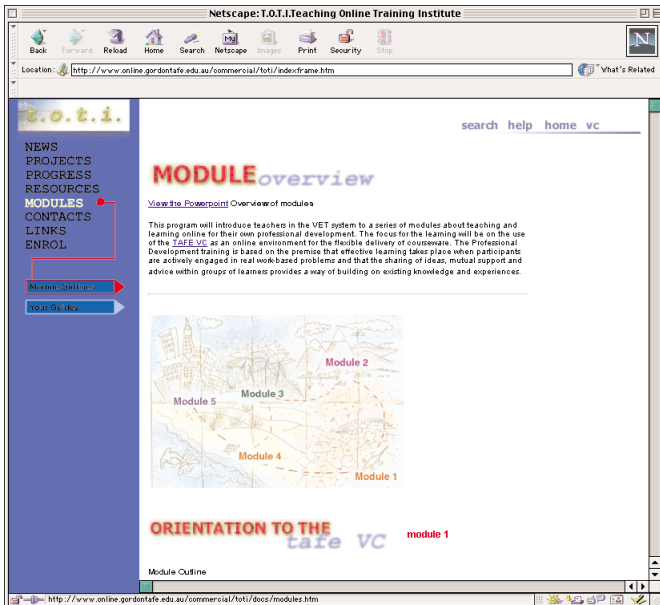 Netscape: T.O.T.I.Teaching Online Training Institute
Back Forward Reload Home Search Netscape Images Print Security Stop
Location: http://www.online.gordontafe.edu.au/commercial/toti/indexframe.htm What's Related
t.o.t.i.
search help home vc
NEWS
PROJECTS
PROGRESS
RESOURCES
MODULES
CONTACTS
LINKS
ENROL
Module Outlines
Your Guides
MODULE overview
View the Powerpoint Overview of modules
This program will introduce teachers in the VET system to a series of modules about teaching and
learning online for their own professional development. The focus for the learning will be on the use
of the TAFE VC as an online environment for the flexible delivery of courseware. The Professional
Development training is based on the premise that effective learning takes place when participants
are actively engaged in real work-based problems and that the sharing of ideas, mutual support and
advice within groups of learners provides a way of building on existing knowledge and experiences.
Module 2
Module 3
Module 5
Module 4
Module 1
ORIENTATION TO THE
tafe VC
module 1
Module Outline
http://www.online.gordontafe.edu.au/commercial/toti/docs/modules.htm